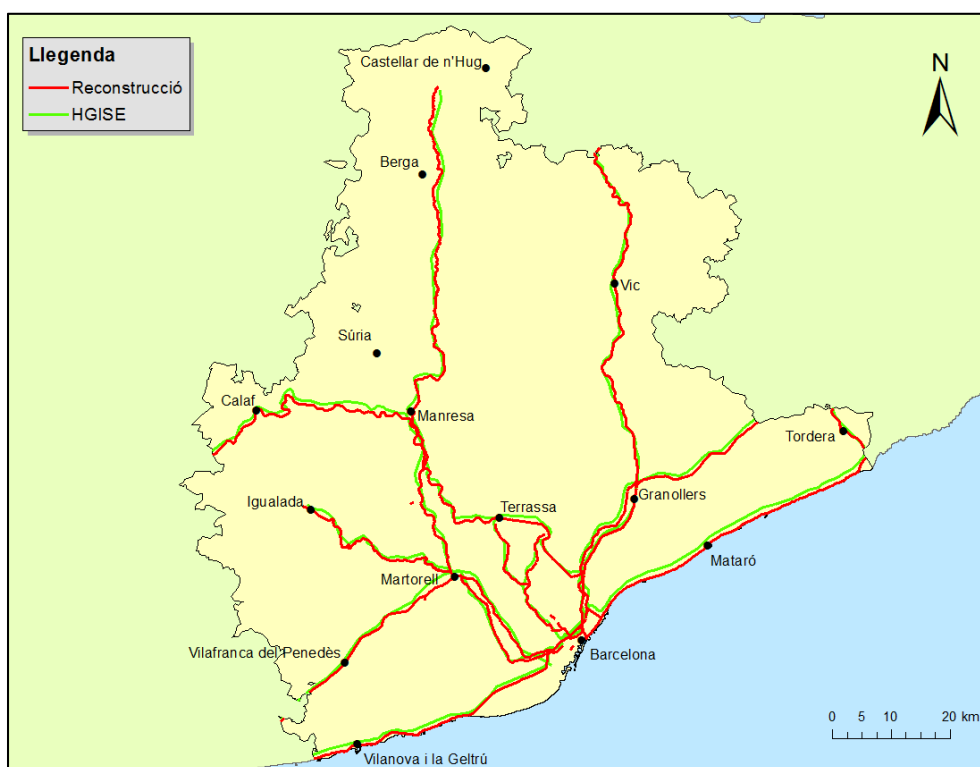 Llegenda
Reconstrucció
HGISE
Castellar de n'Hug
N
Berga
Vic
Súria
Calaf
Manresa
Tordera
Igualada
Terrassa
Granollers
Mataró
Martorell
Vilafranca del Penedès
Barcelona
0 5 10 20 km
Vilanova i la Geltrú